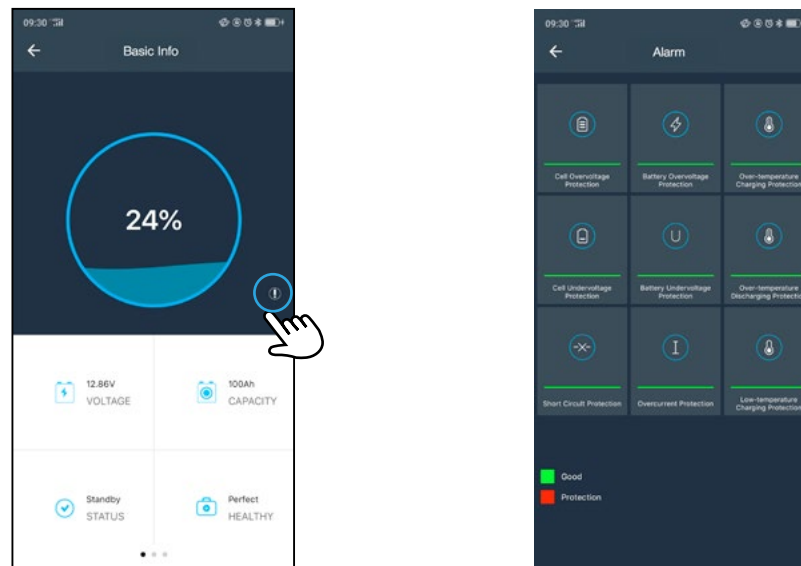 09:30
Basic Info
24%
12.86V
VOLTAGE
100Ah
CAPACITY
Standby
STATUS
Perfect
HEALTHY
09:30
Alarm
Cell Overvoltage
Protection
Battery Overvoltage
Protection
Over-temperature
Charging Protection
Cell Undervoltage
Protection
Battery Undervoltage
Protection
Over-temperature
Discharging Protection
Short Circuit Protection
Overcurrent Protection
Low-temperature
Charging Protection
Good
Protection